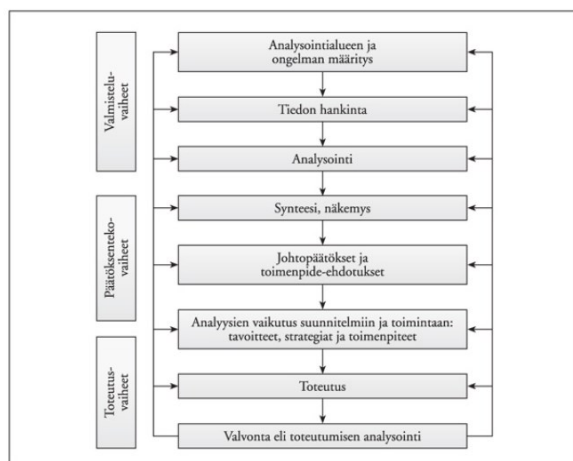 Valmistelu-
vaiheet
Päätöksenteko-
vaiheet
Toteutus-
vaiheet
Analysointialueen ja
ongelman määritys
Tiedon hankinta
Analysointi
Synteesi, näkemys
Johtopäätökset ja
toimenpide-ehdotukset
Analyysien vaikutus suunnitelmiin ja toimintaan:
tavoitteet, strategiat ja toimenpiteet
Toteutus
Valvonta eli toteutumisen analysointi